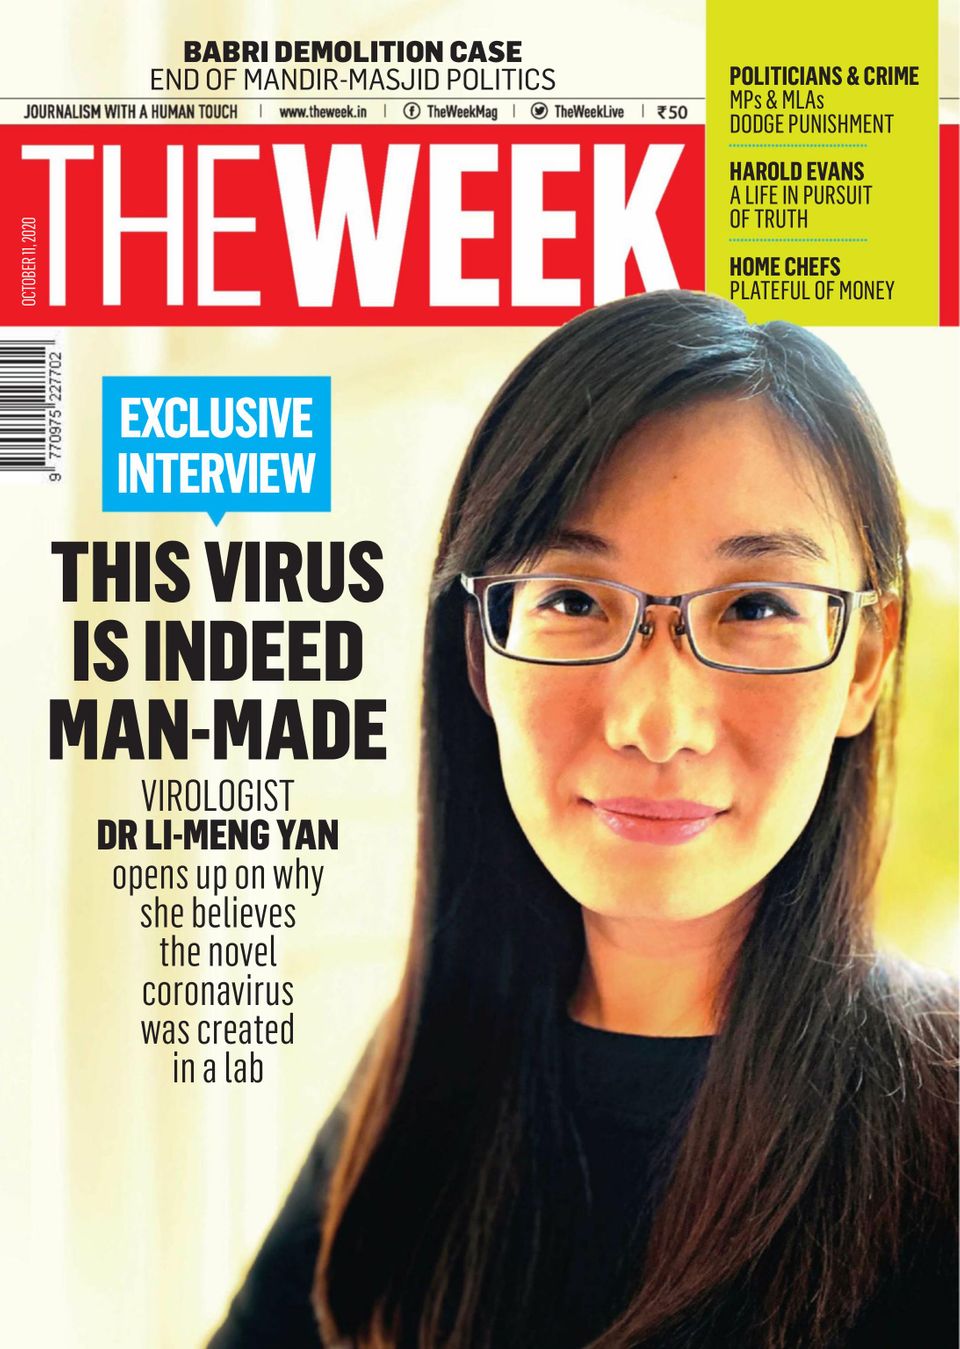 BABRI DEMOLITION CASE
END OF MANDIR-MASJID POLITICS
JOURNALISM WITH A HUMAN TOUCH | www.theweek.in | TheWeekMag | TheWeekLive | ₹50
POLITICIANS & CRIME
MPs & MLAs
DODGE PUNISHMENT
HAROLD EVANS
A LIFE IN PURSUIT
OF TRUTH
HOME CHEFS
PLATEFUL OF MONEY
OCTOBER 11, 2020
THE WEEK
9 770975 227702
EXCLUSIVE
INTERVIEW
THIS VIRUS
IS INDEED
MAN-MADE
VIROLOGIST
DR LI-MENG YAN
opens up on why
she believes
the novel
coronavirus
was created
in a lab